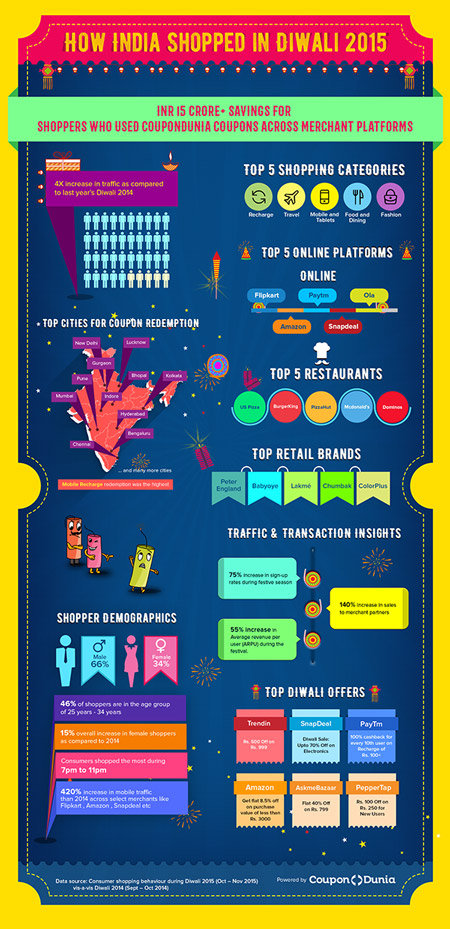 HOW INDIA SHOPPED IN DIWALI 2015
INR 15 CRORE+ SAVINGS FOR
SHOPPERS WHO USED COUPONDUNIA COUPONS ACROSS MERCHANT PLATFORMS
4X increase in traffic as compared
to last year's Diwali 2014
TOP 5 SHOPPING CATEGORIES
Recharge
Travel
Mobile and
Tablets
Food and
Dining
Fashion
TOP 5 ONLINE PLATFORMS
ONLINE
Flipkart
Paytm
Ola
Amazon
Snapdeal
TOP CITIES FOR COUPON REDEMPTION
New Delhi
Lucknow
Gurgaon
Pune
Bhopal
Kolkata
Mumbai
Indore
Hyderabad
Bengaluru
Chennai
... and many more cities
Mobile Recharge redemption was the highest
TOP 5 RESTAURANTS
US Pizza
BurgerKing
PizzaHut
Mcdonald's
Dominos
TOP RETAIL BRANDS
Peter
England
Babyoye
Lakmé
Chumbak
ColorPlus
TRAFFIC & TRANSACTION INSIGHTS
75% increase in sign-up
rates during festive season
140% increase in sales
to merchant partners
55% increase in
Average revenue per
user (ARPU) during the
festival.
SHOPPER DEMOGRAPHICS
Male
66%
Female
34%
46% of shoppers are in the age group
of 25 years - 34 years
15% overall increase in female shoppers
as compared to 2014
Consumers shopped the most during
7pm to 11pm
420% increase in mobile traffic
than 2014 across select merchants like
Flipkart , Amazon , Snapdeal etc
TOP DIWALI OFFERS
Trendin
Rs. 500 Off on
Rs. 999
SnapDeal
Diwali Sale:
Upto 70% Off on
Electronics
PayTm
100% cashback for
every 10th user on
Recharge of
Rs. 100+
Amazon
Get flat 8.5% off
on purchase
value of less than
Rs. 3000
AskmeBazaar
Flat 40% Off
on Rs. 799
PepperTap
Rs. 100 Off on
Rs. 250 for
New Users
Data source: Consumer shopping behaviour during Diwali 2015 (Oct – Nov 2015)
vis-a-vis Diwali 2014 (Sept – Oct 2014)
Powered by CouponDunia